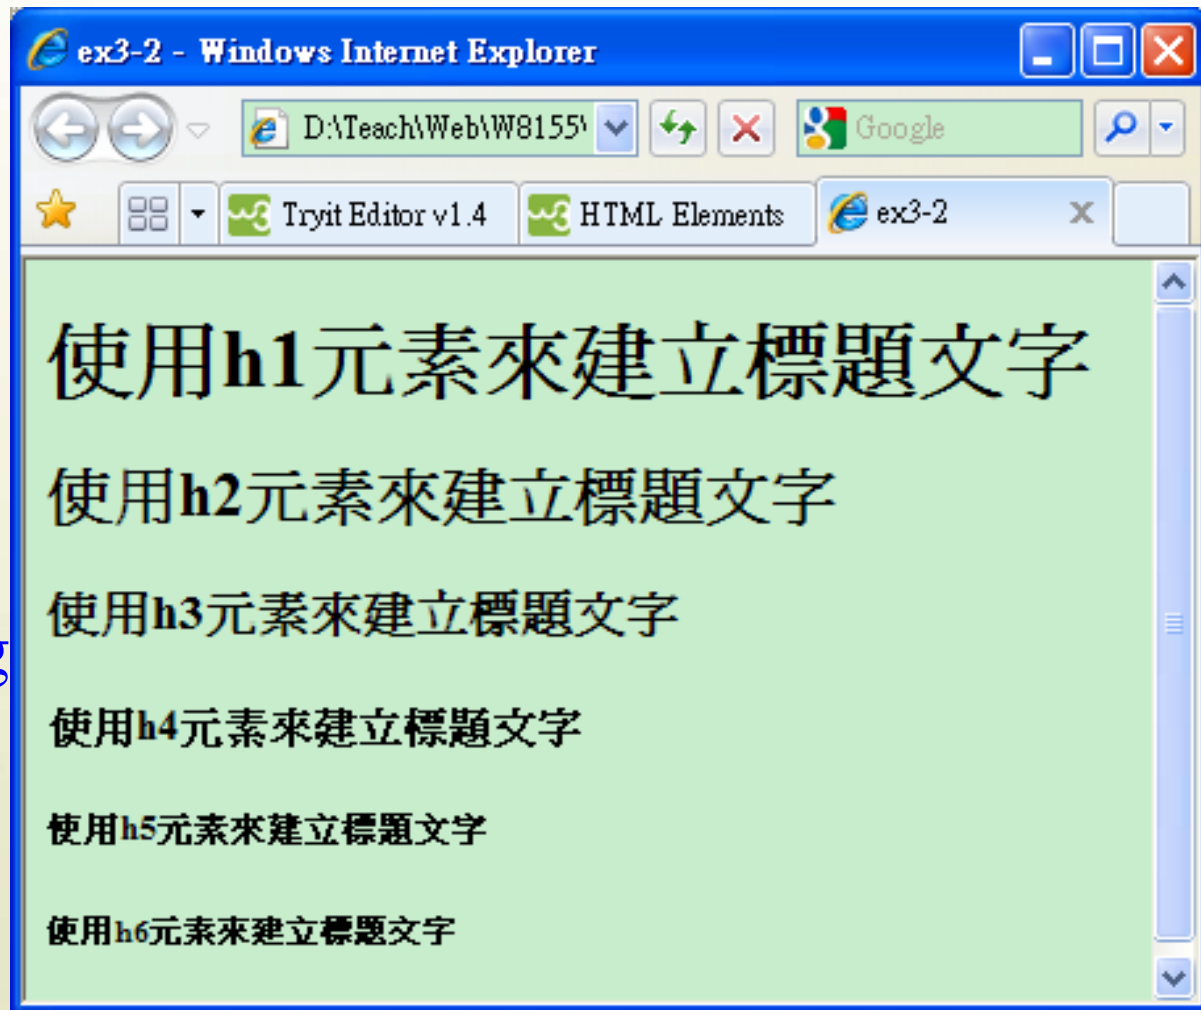 ex3-2 - Windows Internet Explorer
D:\Teach\Web\W8155\ Google
Tryit Editor v1.4 HTML Elements ex3-2
使用h1元素來建立標題文字
使用h2元素來建立標題文字
使用h3元素來建立標題文字
g
使用h4元素來建立標題文字
使用h5元素來建立標題文字
使用h6元素來建立標題文字